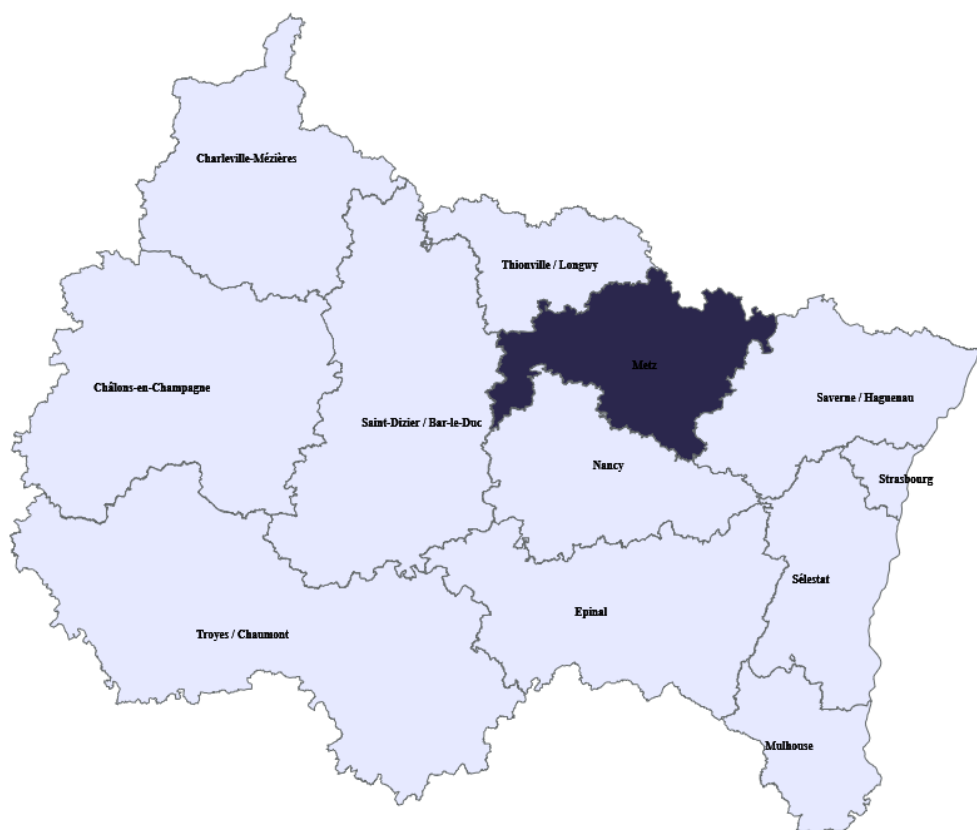 Charleville-Mézières
Thionville / Longwy
Metz
Châlons-en-Champagne
Saverne / Haguenau
Saint-Dizier / Bar-le-Duc
Nancy
Strasbourg
Sélestat
Epinal
Troyes / Chaumont
Mulhouse